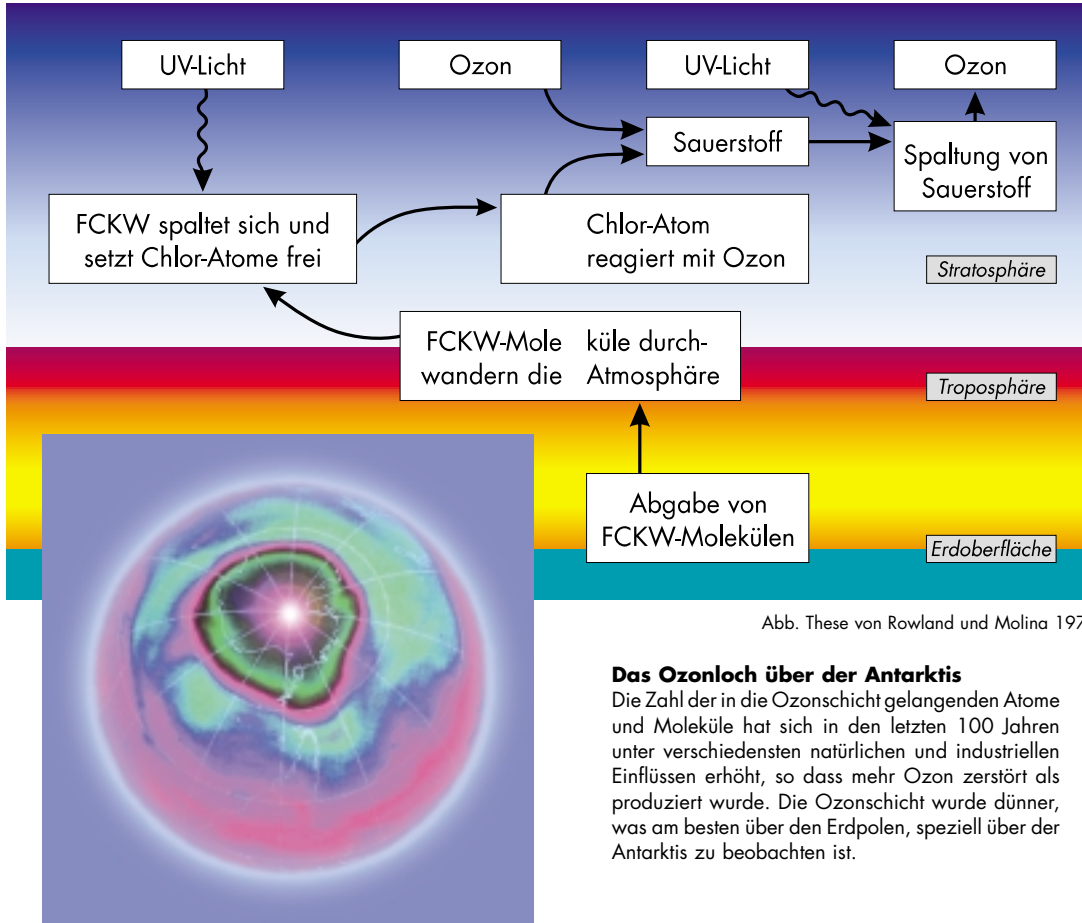 UV-Licht
Ozon
UV-Licht
Ozon
Sauerstoff
Spaltung von
Sauerstoff
FCKW spaltet sich und
setzt Chlor-Atome frei
Chlor-Atom
reagiert mit Ozon
Stratosphäre
FCKW-Mole küle durch-
wandern die Atmosphäre
Troposphäre
Abgabe von
FCKW-Molekülen
Erdoberfläche
Abb. These von Rowland und Molina 197
Das Ozonloch über der Antarktis
Die Zahl der in die Ozonschicht gelangenden Atome
und Moleküle hat sich in den letzten 100 Jahren
unter verschiedensten natürlichen und industriellen
Einflüssen erhöht, so dass mehr Ozon zerstört als
produziert wurde. Die Ozonschicht wurde dünner,
was am besten über den Erdpolen, speziell über der
Antarktis zu beobachten ist.